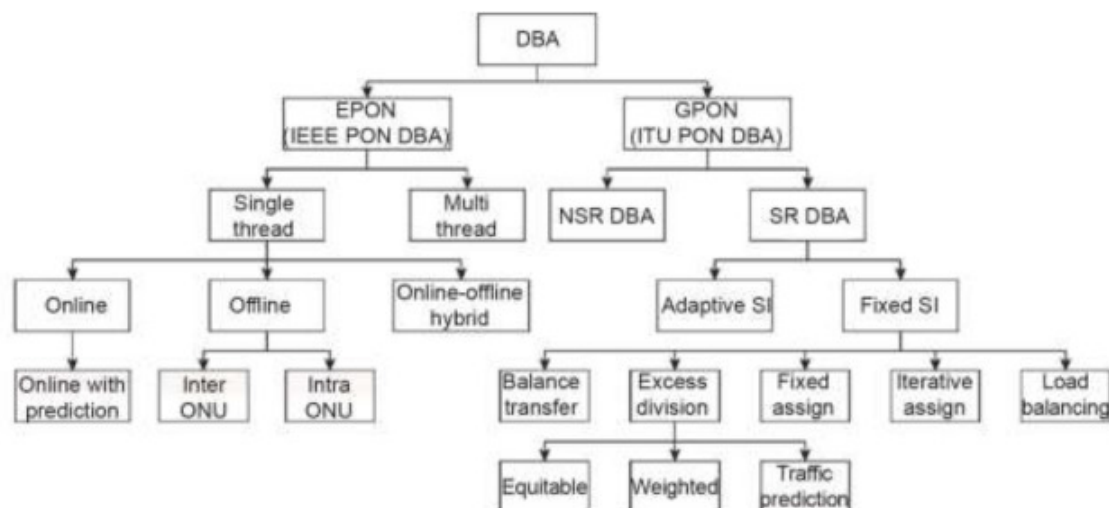 DBA
EPON
(IEEE PON DBA)
GPON
(ITU PON DBA)
Single
thread
Multi
thread
NSR DBA
SR DBA
Online
Offline
Online-offline
hybrid
Adaptive SI
Fixed SI
Online with
prediction
Inter
ONU
Intra
ONU
Balance
transfer
Excess
division
Fixed
assign
Iterative
assign
Load
balancing
Equitable
Weighted
Traffic
prediction